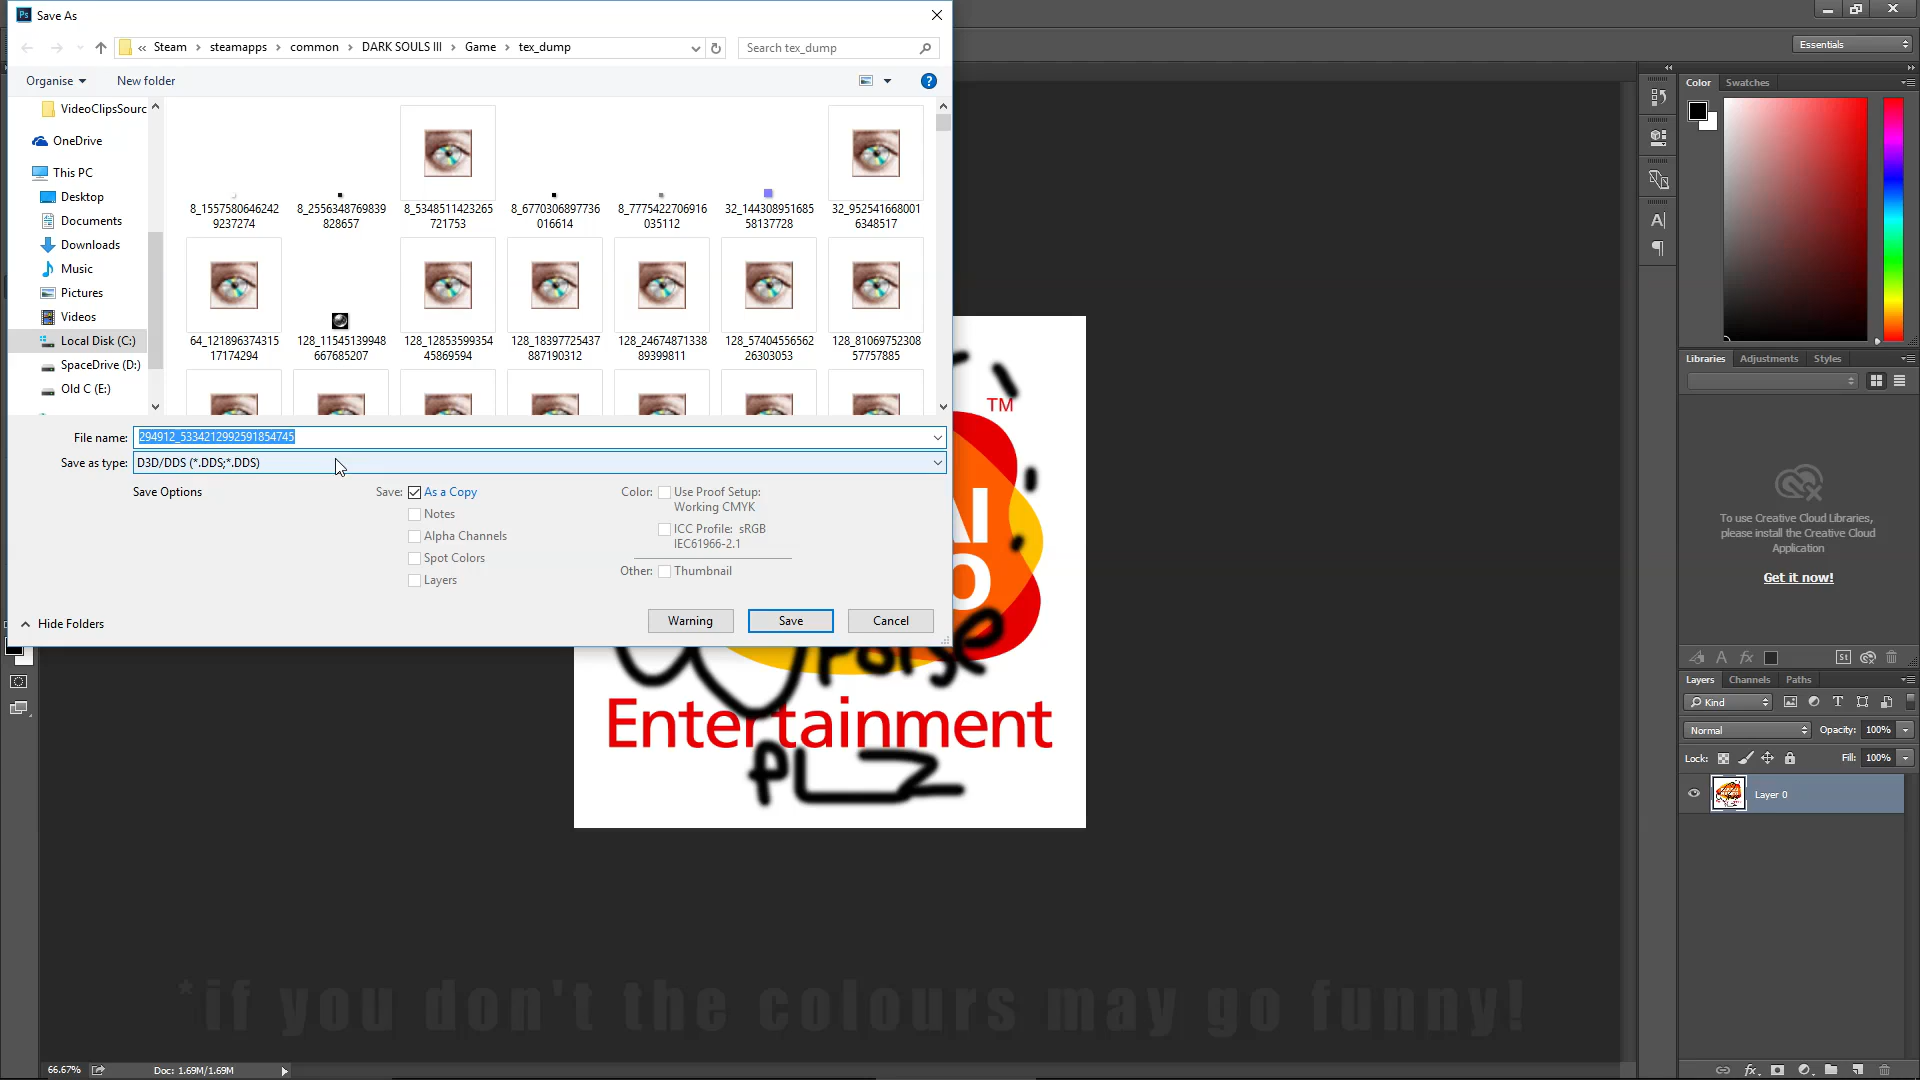 Ps Save As
« Steam > steamapps > common > DARK SOULS III > Game > tex_dump
Search tex_dump
Organise
New folder
?
VideoClipsSourc
OneDrive
This PC
Desktop
Documents
Downloads
Music
Pictures
Videos
Local Disk (C:)
SpaceDrive (D:)
Old C (E:)
8_1557580646242
9237274
8_2556348769839
828657
8_5348511423265
721753
8_6770306897736
016614
8_7775422706916
035112
32_144308951685
58137728
32_952541668001
6348517
64_121896374315
17174294
128_11545139948
667685207
128_12853599354
45869594
128_18397725437
887190312
128_24674871338
89399811
128_57404556562
26303053
128_81069752308
57757885
File name: 294912_5334212992591854745
Save as type: D3D/DDS (*.DDS;*.DDS)
Save Options
Save: As a Copy
Notes
Alpha Channels
Spot Colors
Layers
Color: Use Proof Setup:
Working CMYK
ICC Profile: sRGB
IEC61966-2.1
Other: Thumbnail
Hide Folders
Warning
Save
Cancel
TM
Poise
Entertainment
PLZ
*if you don't the colours may go funny!
66.67%
Doc: 1.69M/1.69M
Essentials
Color
Swatches
Libraries
Adjustments
Styles
To use Creative Cloud Libraries,
please install the Creative Cloud
Application
Get it now!
St
Layers
Channels
Paths
Kind
Normal
Opacity: 100%
Lock:
Fill: 100%
Layer 0